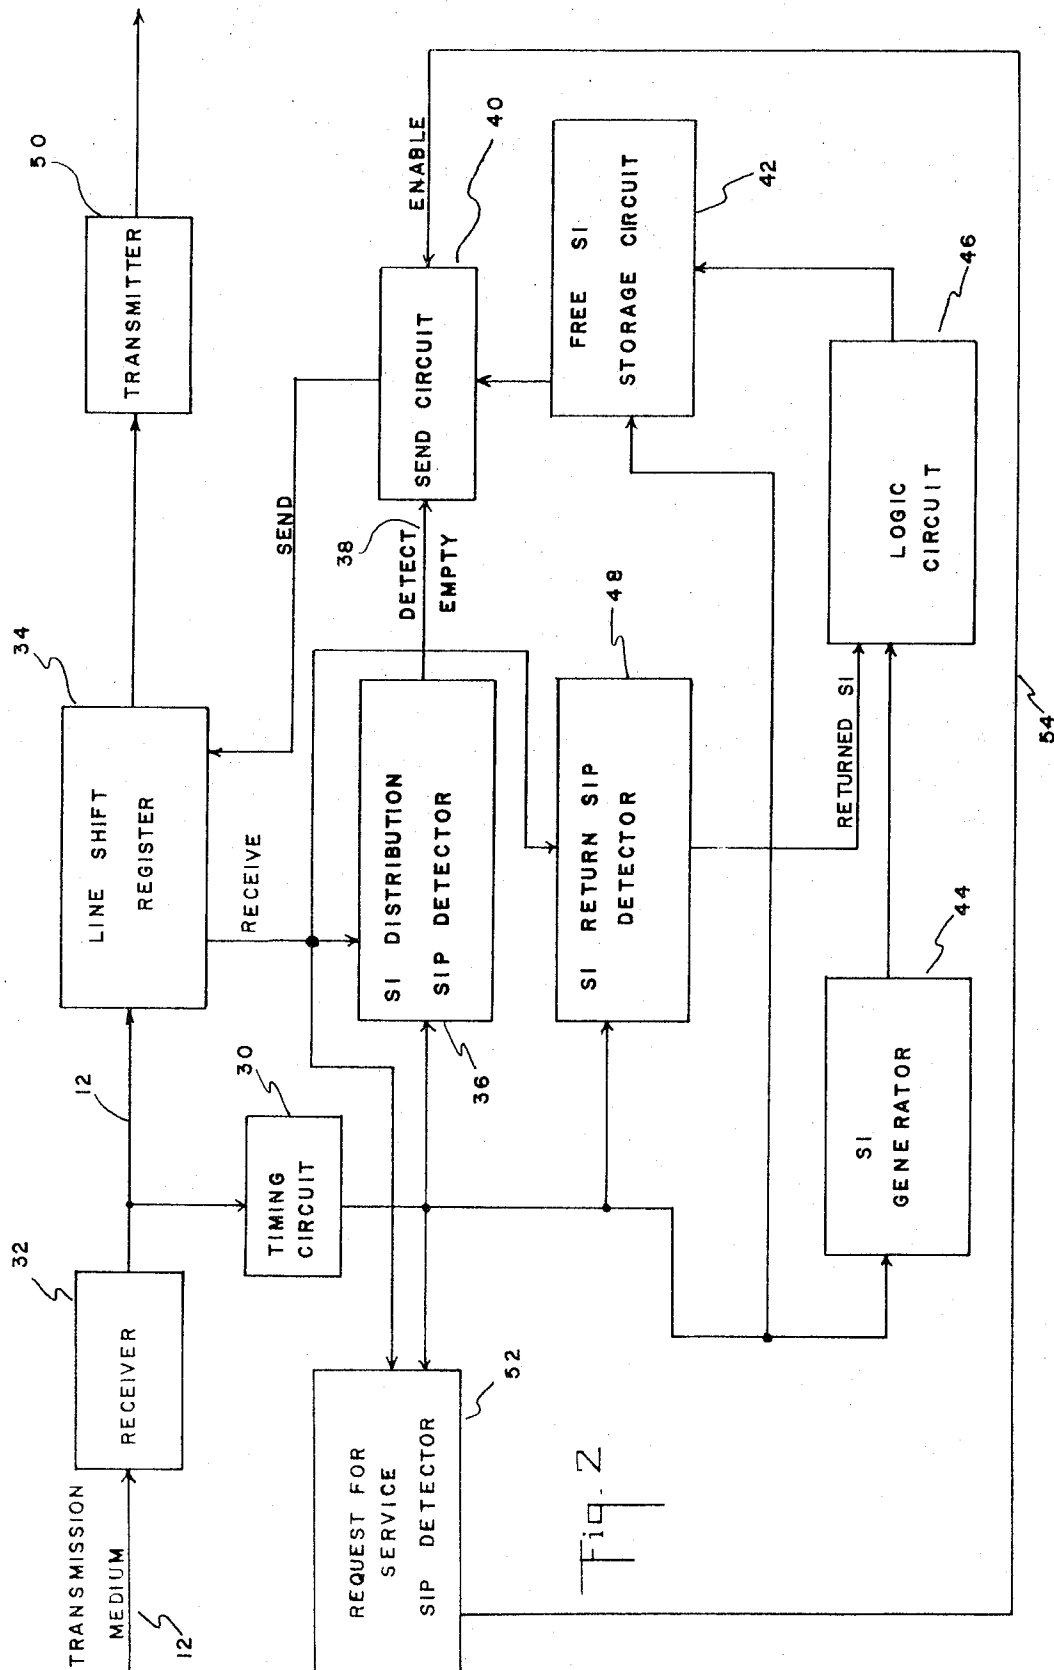 TRANSMISSION
MEDIUM
12
RECEIVER
32
12
LINE SHIFT
REGISTER
34
TRANSMITTER
50
TIMING
CIRCUIT
30
RECEIVE
SEND
REQUEST FOR
SERVICE
SIP DETECTOR
52
SI DISTRIBUTION
SIP DETECTOR
36
DETECT
EMPTY
38
SEND CIRCUIT
40
ENABLE
SI RETURN SIP
DETECTOR
48
FREE SI
STORAGE CIRCUIT
42
SI
GENERATOR
44
RETURNED SI
LOGIC
CIRCUIT
46
54
Fig. 2